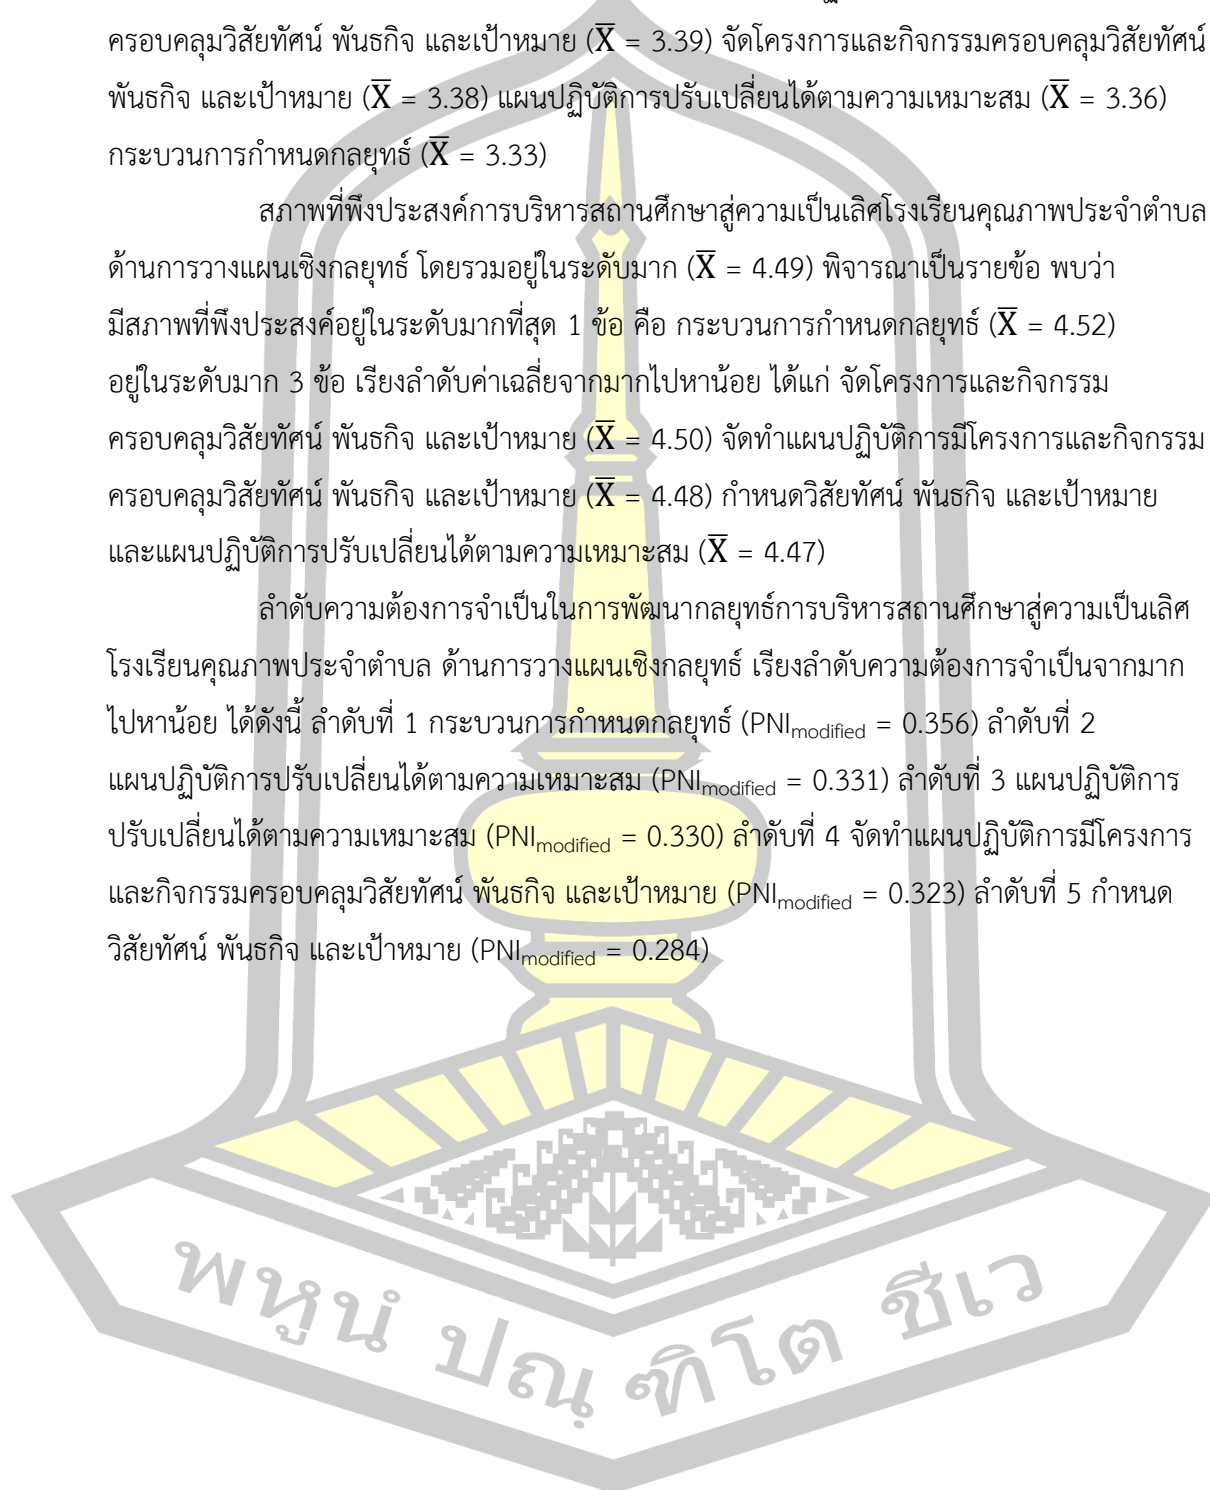 ครอบคลุมวิสัยทัศน์ พันธกิจ และเป้าหมาย (X̅ = 3.39) จัดโครงการและกิจกรรมครอบคลุมวิสัยทัศน์
พันธกิจ และเป้าหมาย (X̅ = 3.38) แผนปฏิบัติการปรับเปลี่ยนได้ตามความเหมาะสม (X̅ = 3.36)
กระบวนการกำหนดกลยุทธ์ (X̅ = 3.33)
สภาพที่พึงประสงค์การบริหารสถานศึกษาสู่ความเป็นเลิศโรงเรียนคุณภาพประจำตำบล
ด้านการวางแผนเชิงกลยุทธ์ โดยรวมอยู่ในระดับมาก (X̅ = 4.49) พิจารณาเป็นรายข้อ พบว่า
มีสภาพที่พึงประสงค์อยู่ในระดับมากที่สุด 1 ข้อ คือ กระบวนการกำหนดกลยุทธ์ (X̅ = 4.52)
อยู่ในระดับมาก 3 ข้อ เรียงลำดับค่าเฉลี่ยจากมากไปหาน้อย ได้แก่ จัดโครงการและกิจกรรม
ครอบคลุมวิสัยทัศน์ พันธกิจ และเป้าหมาย (X̅ = 4.50) จัดทำแผนปฏิบัติการมีโครงการและกิจกรรม
ครอบคลุมวิสัยทัศน์ พันธกิจ และเป้าหมาย (X̅ = 4.48) กำหนดวิสัยทัศน์ พันธกิจ และเป้าหมาย
และแผนปฏิบัติการปรับเปลี่ยนได้ตามความเหมาะสม (X̅ = 4.47)
ลำดับความต้องการจำเป็นในการพัฒนากลยุทธ์การบริหารสถานศึกษาสู่ความเป็นเลิศ
โรงเรียนคุณภาพประจำตำบล ด้านการวางแผนเชิงกลยุทธ์ เรียงลำดับความต้องการจำเป็นจากมาก
ไปหาน้อย ได้ดังนี้ ลำดับที่ 1 กระบวนการกำหนดกลยุทธ์ (PNI modified = 0.356) ลำดับที่ 2
แผนปฏิบัติการปรับเปลี่ยนได้ตามความเหมาะสม (PNI modified = 0.331) ลำดับที่ 3 แผนปฏิบัติการ
ปรับเปลี่ยนได้ตามความเหมาะสม (PNI modified = 0.330) ลำดับที่ 4 จัดทำแผนปฏิบัติการมีโครงการ
และกิจกรรมครอบคลุมวิสัยทัศน์ พันธกิจ และเป้าหมาย (PNI modified = 0.323) ลำดับที่ 5 กำหนด
วิสัยทัศน์ พันธกิจ และเป้าหมาย (PNI modified = 0.284)
พหูนํ ปณฺฑิโต ชีเว